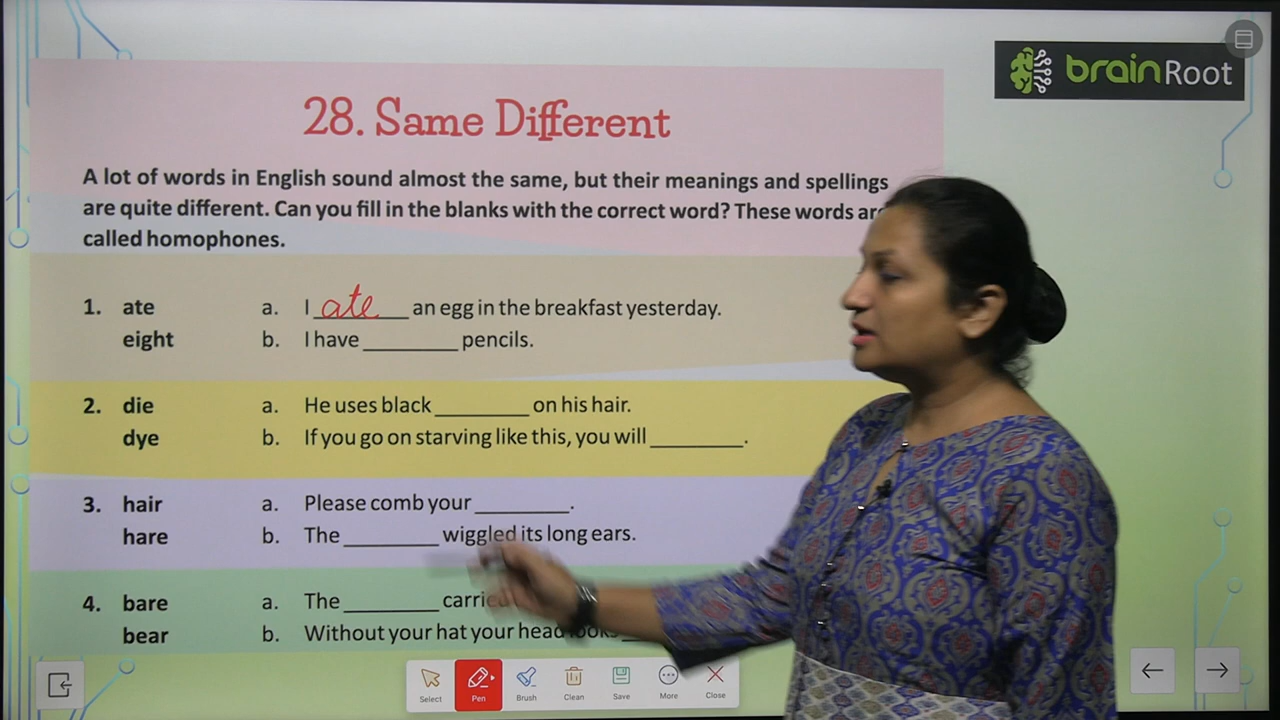 brainRoot
28. Same Different
A lot of words in English sound almost the same, but their meanings and spellings
are quite different. Can you fill in the blanks with the correct word? These words are
called homophones.
1. ate a. I ate an egg in the breakfast yesterday.
eight b. I have ________ pencils.
2. die a. He uses black ________ on his hair.
dye b. If you go on starving like this, you will ________.
3. hair a. Please comb your ________.
hare b. The ________ wiggled its long ears.
4. bare a. The ________ carried
bear b. Without your hat your head looks
Select Pen Brush Clean Save More Close